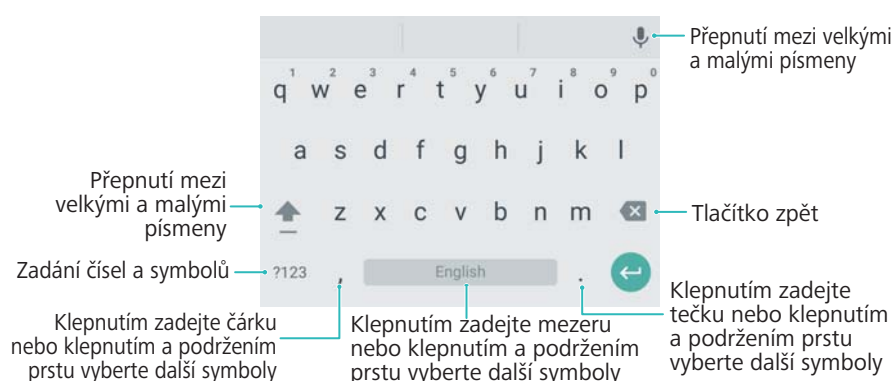 Přepnutí mezi velkými
a malými písmeny
1 2 3 4 5 6 7 8 9 0
q w e r t y u i o p
a s d f g h j k l
Přepnutí mezi
velkými a malými
písmeny
z x c v b n m
Tlačítko zpět
Zadání čísel a symbolů
?123 , English .
Klepnutím zadejte
tečku nebo klepnutím
a podržením prstu
vyberte další symboly
Klepnutím zadejte čárku
nebo klepnutím a podržením
prstu vyberte další symboly
Klepnutím zadejte mezeru
nebo klepnutím a podržením
prstu vyberte další symboly